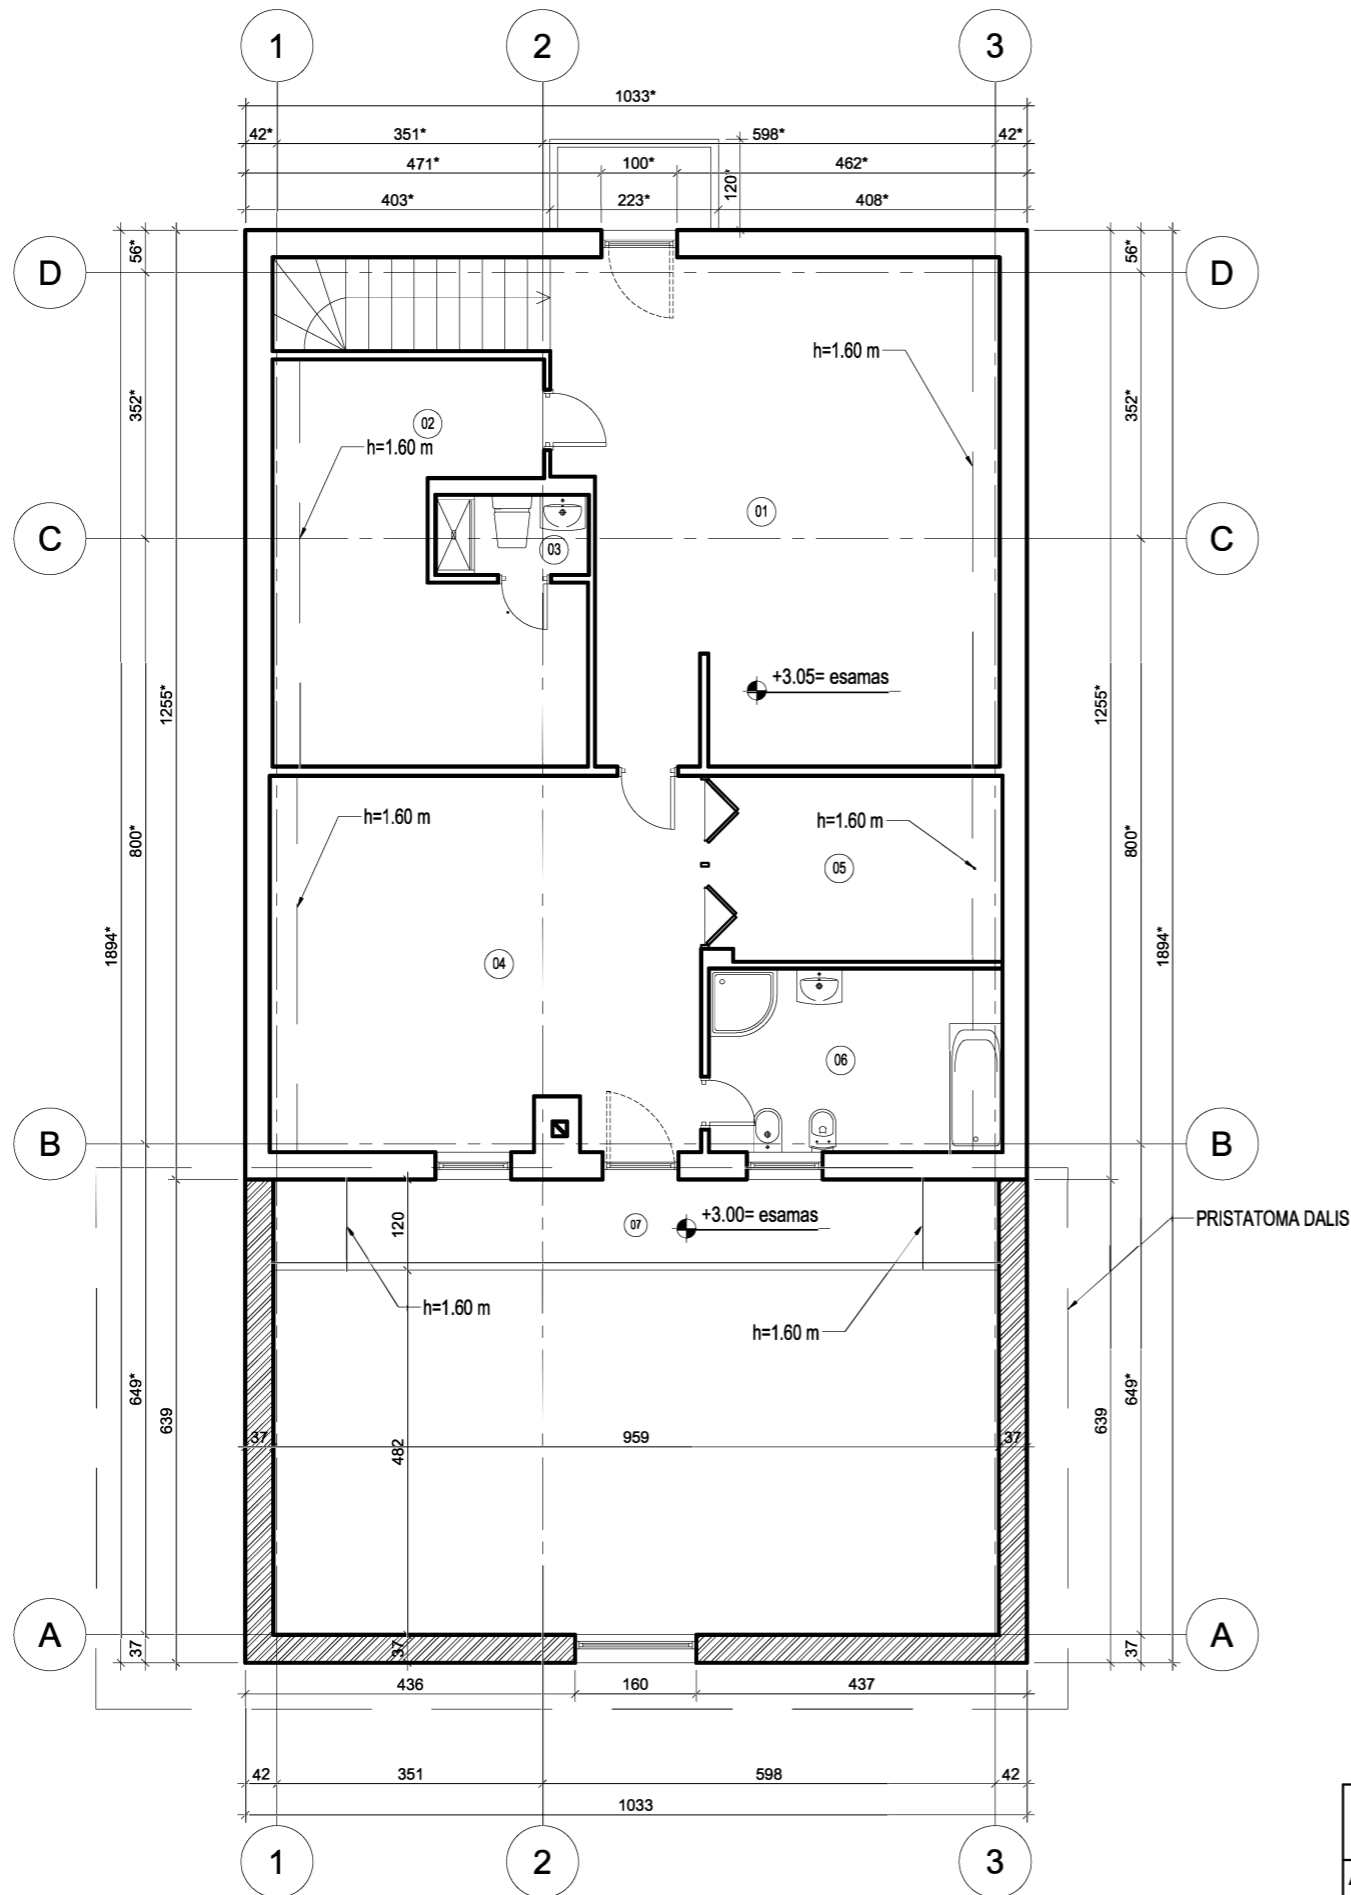 1 2 3
1033*
42* 351* 598* 42*
471* 100* 462*
120*
403* 223* 408*
56* 56*
D D
h=1.60 m
352* 352*
02
h=1.60 m
01
C C
03
+3.05= esamas
1255* 1255*
h=1.60 m h=1.60 m
800* 800*
05
1894* 1894*
04
06
B B
07 +3.00= esamas
120
PRISTATOMA DALIS
h=1.60 m
h=1.60 m
649* 639 639 649*
37 482 959 37
A A
37 37 37
436 160 437
42 351 598 42
1033
1 2 3